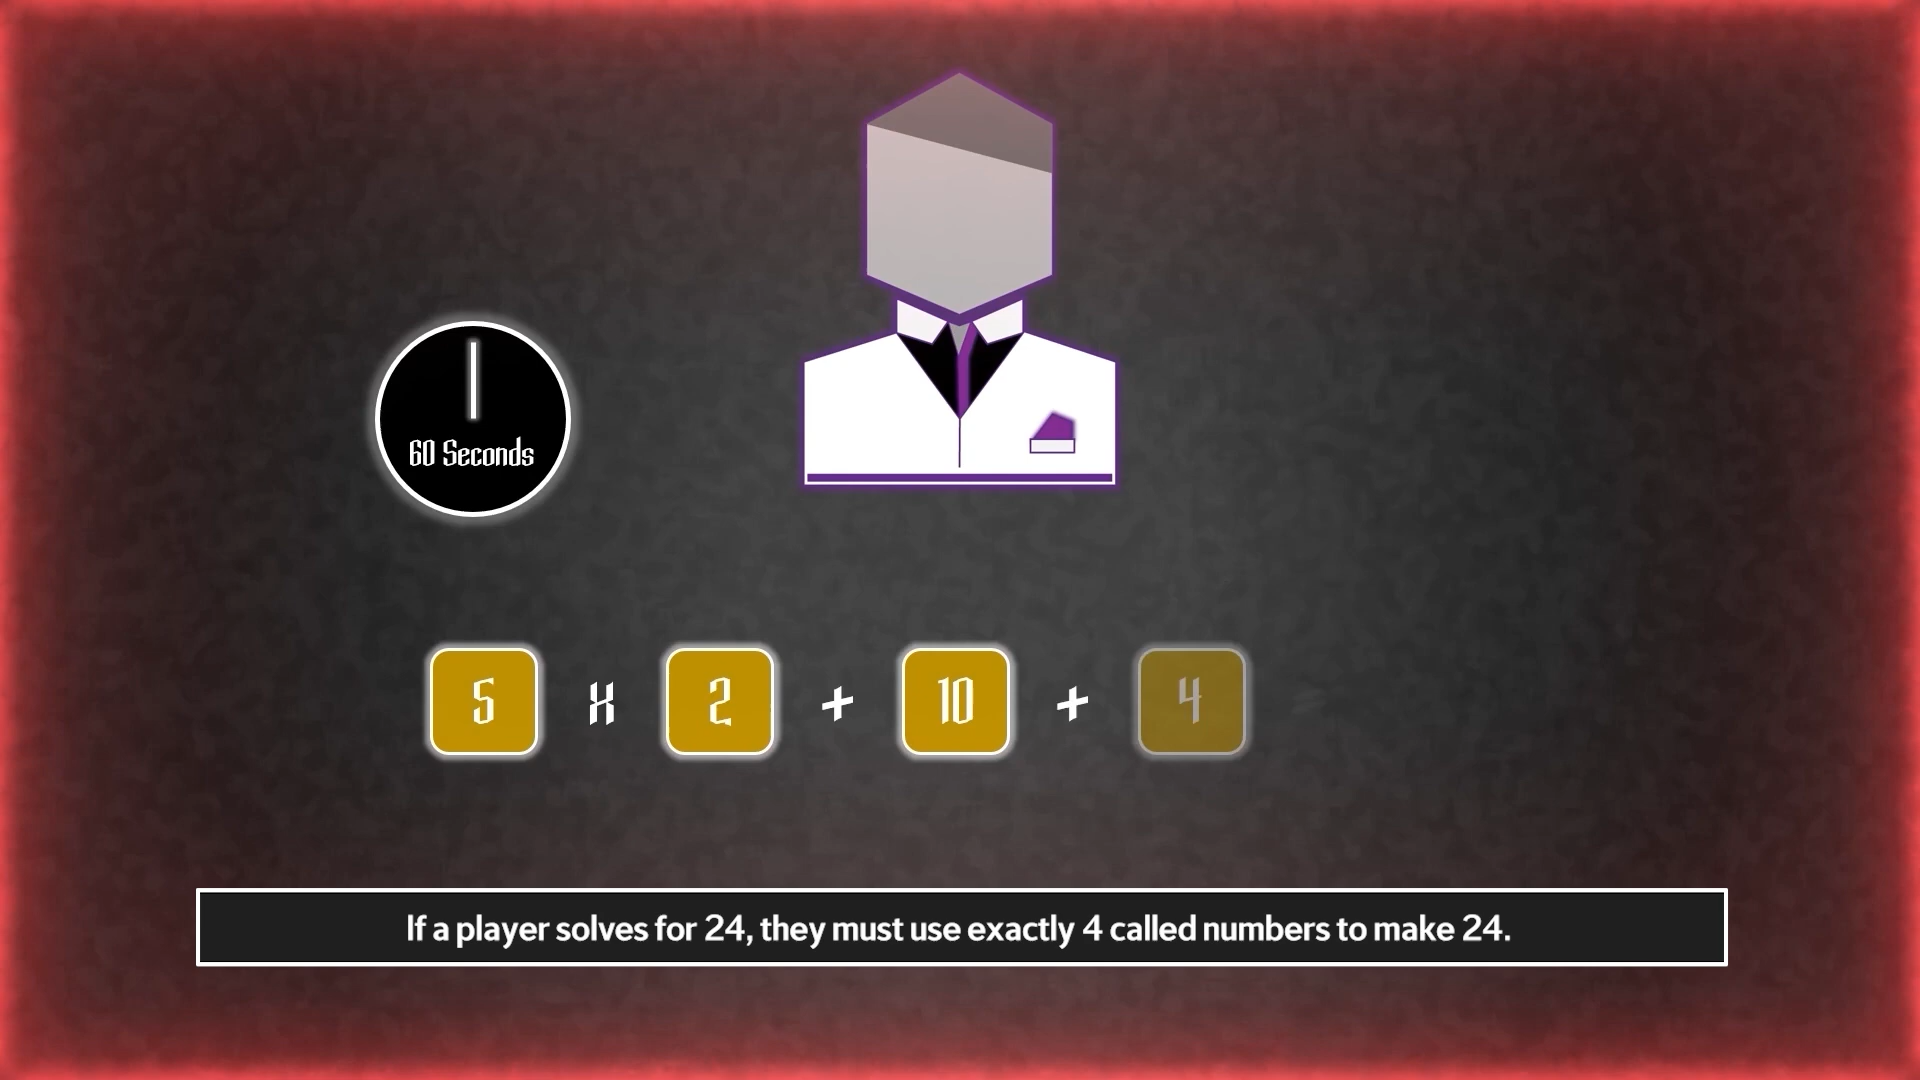 60 Seconds
5 x 2 + 10 + 4 =
If a player solves for 24, they must use exactly 4 called numbers to make 24.